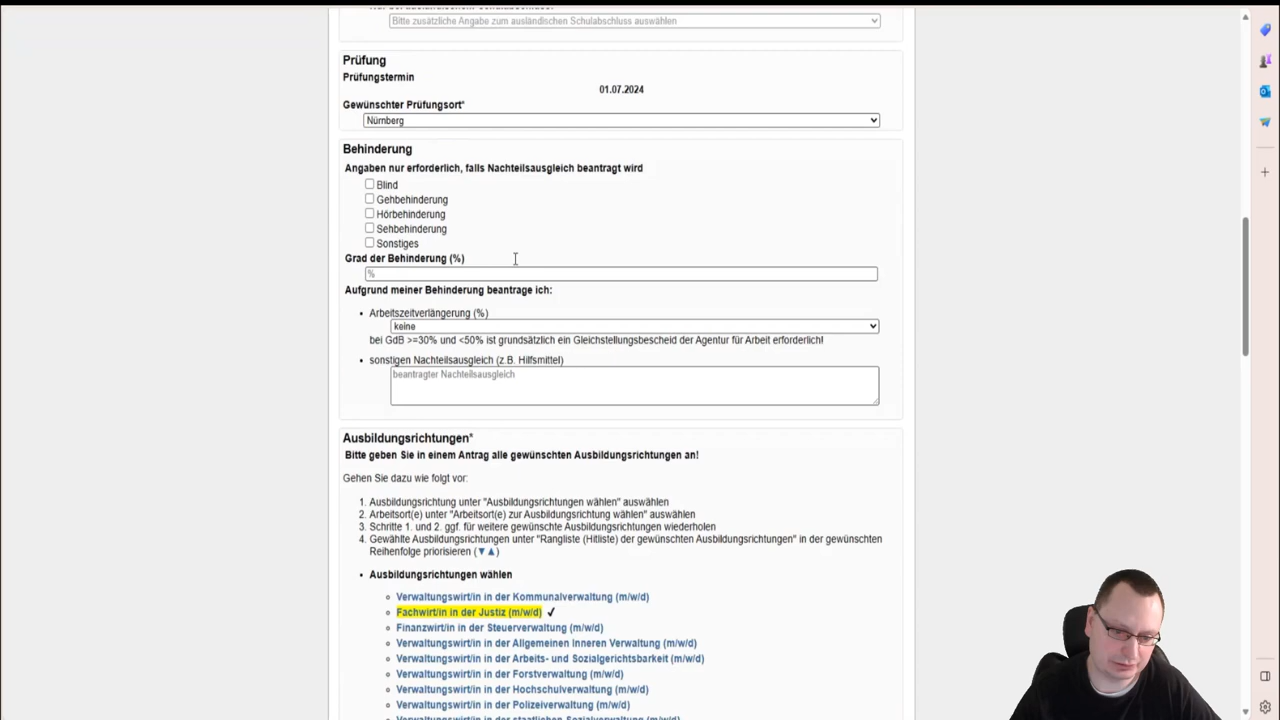 Bitte zusätzliche Angabe zum ausländischen Schulabschluss auswählen
Prüfung
Prüfungstermin
01.07.2024
Gewünschter Prüfungsort*
Nürnberg
Behinderung
Angaben nur erforderlich, falls Nachteilsausgleich beantragt wird
Blind
Gehbehinderung
Hörbehinderung
Sehbehinderung
Sonstiges
Grad der Behinderung (%)
%
Aufgrund meiner Behinderung beantrage ich:
• Arbeitszeitverlängerung (%)
keine
bei GdB >=30% und <50% ist grundsätzlich ein Gleichstellungsbescheid der Agentur für Arbeit erforderlich!
• sonstigen Nachteilsausgleich (z.B. Hilfsmittel)
beantragter Nachteilsausgleich
Ausbildungsrichtungen*
Bitte geben Sie in einem Antrag alle gewünschten Ausbildungsrichtungen an!
Gehen Sie dazu wie folgt vor:
1. Ausbildungsrichtung unter "Ausbildungsrichtungen wählen" auswählen
2. Arbeitsort(e) unter "Arbeitsort(e) zur Ausbildungsrichtung wählen" auswählen
3. Schritte 1. und 2. ggf. für weitere gewünschte Ausbildungsrichtungen wiederholen
4. Gewählte Ausbildungsrichtungen unter "Rangliste (Hitliste) der gewünschten Ausbildungsrichtungen" in der gewünschten
Reihenfolge priorisieren (▼▲)
• Ausbildungsrichtungen wählen
Verwaltungswirt/in in der Kommunalverwaltung (m/w/d)
Fachwirt/in in der Justiz (m/w/d) ✔
Finanzwirt/in in der Steuerverwaltung (m/w/d)
Verwaltungswirt/in in der Allgemeinen Inneren Verwaltung (m/w/d)
Verwaltungswirt/in in der Arbeits- und Sozialgerichtsbarkeit (m/w/d)
Verwaltungswirt/in in der Forstverwaltung (m/w/d)
Verwaltungswirt/in in der Hochschulverwaltung (m/w/d)
Verwaltungswirt/in in der Polizeiverwaltung (m/w/d)
Verwaltungswirt/in in der staatlichen Sozialverwaltung (m/w/d)